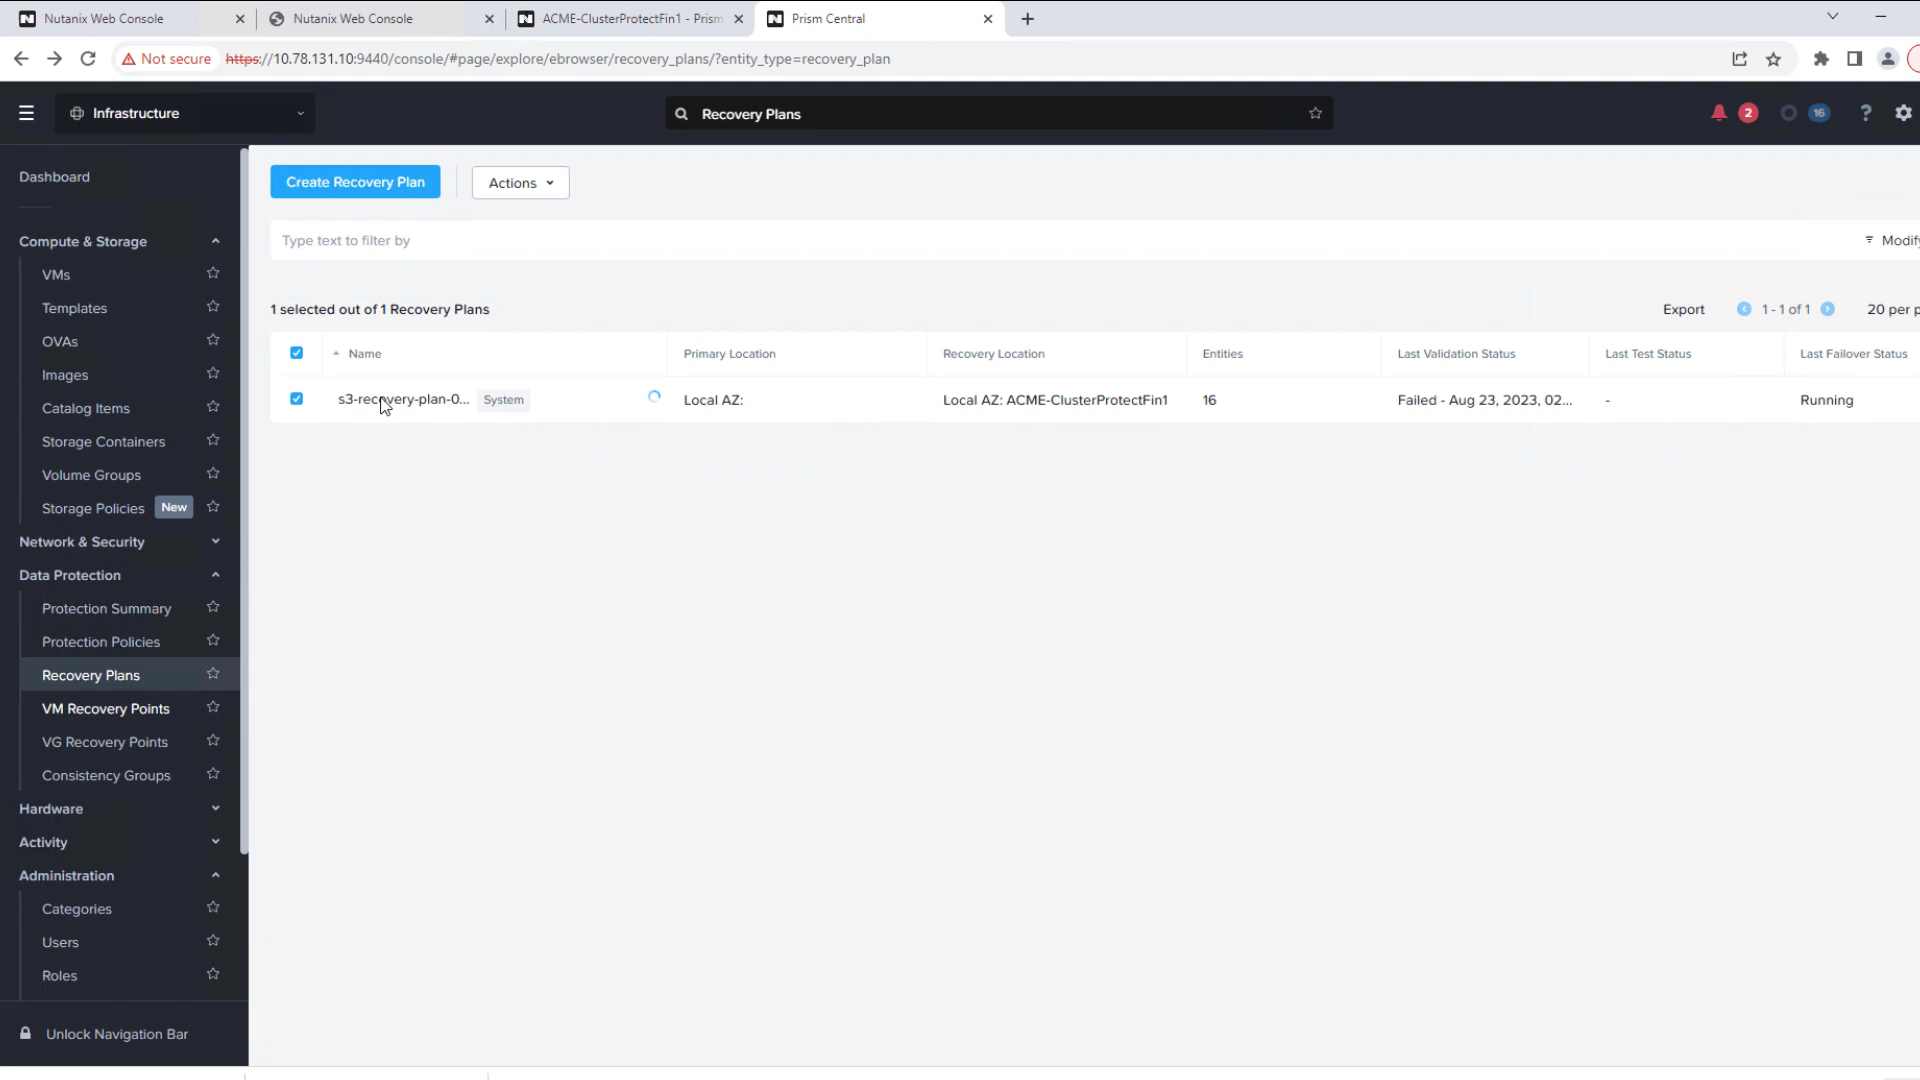 Nutanix Web Console
Nutanix Web Console
ACME-ClusterProtectFin1 - Prism
Prism Central
Not secure
https://10.78.131.10:9440/console/#page/explore/ebrowser/recovery_plans/?entity_type=recovery_plan
Infrastructure
Recovery Plans
2
16
?
Dashboard
Create Recovery Plan
Actions
Type text to filter by
Modify
Compute & Storage
VMs
Templates
OVAs
Images
Catalog Items
Storage Containers
Volume Groups
Storage Policies New
Network & Security
Data Protection
Protection Summary
Protection Policies
Recovery Plans
VM Recovery Points
VG Recovery Points
Consistency Groups
Hardware
Activity
Administration
Categories
Users
Roles
Unlock Navigation Bar
1 selected out of 1 Recovery Plans
Export
1 - 1 of 1
20 per p
Name Primary Location Recovery Location Entities Last Validation Status Last Test Status Last Failover Status
s3-recovery-plan-0... System Local AZ: Local AZ: ACME-ClusterProtectFin1 16 Failed - Aug 23, 2023, 02... - Running